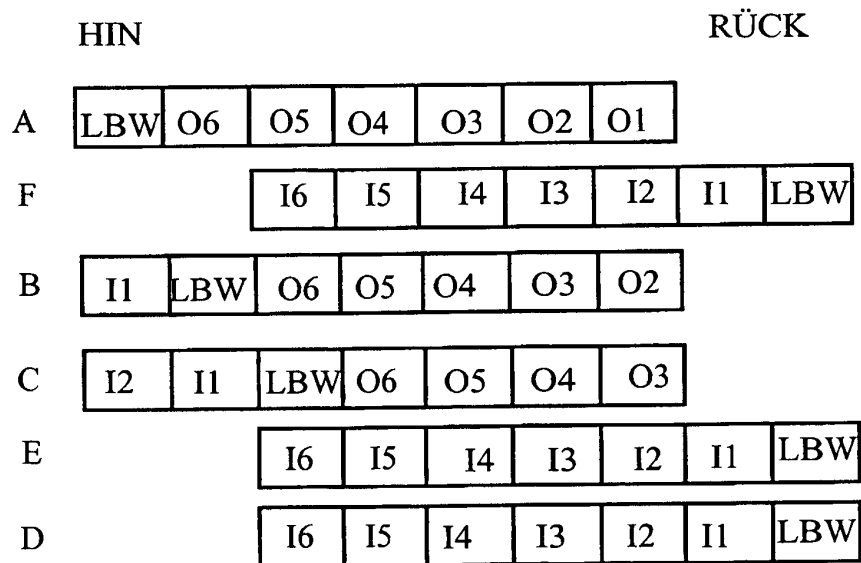 HIN RÜCK
A LBW O6 O5 O4 O3 O2 O1
F I6 I5 I4 I3 I2 I1 LBW
B I1 LBW O6 O5 O4 O3 O2
C I2 I1 LBW O6 O5 O4 O3
E I6 I5 I4 I3 I2 I1 LBW
D I6 I5 I4 I3 I2 I1 LBW